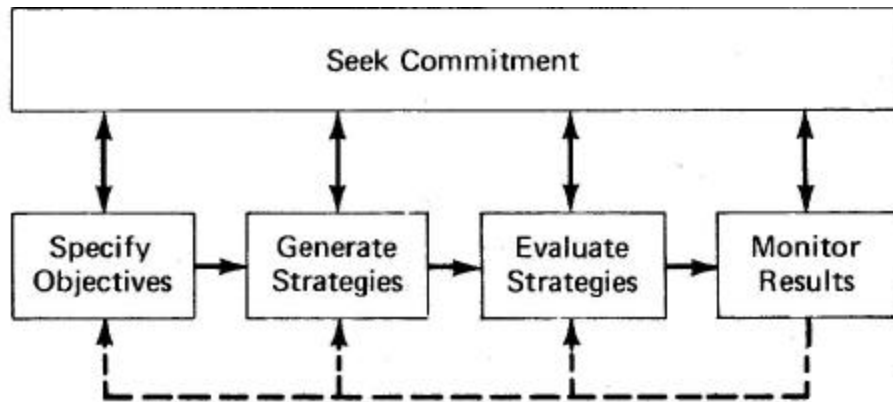 Seek Commitment
Specify
Objectives
Generate
Strategies
Evaluate
Strategies
Monitor
Results